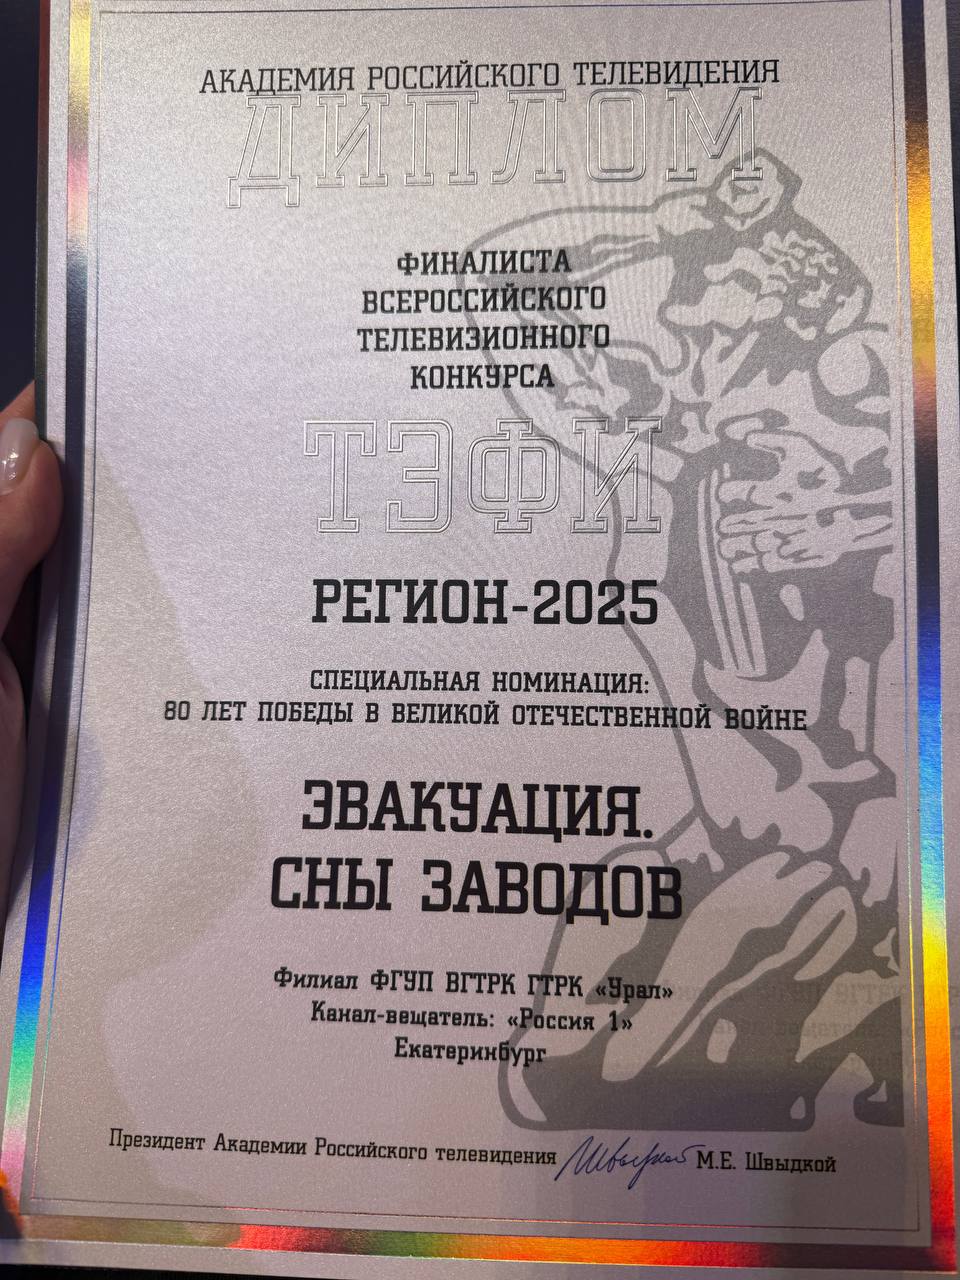 АКАДЕМИЯ РОССИЙСКОГО ТЕЛЕВИДЕНИЯ
ДИПЛОМ
ФИНАЛИСТА
ВСЕРОССИЙСКОГО
ТЕЛЕВИЗИОННОГО
КОНКУРСА
ТЭФИ
РЕГИОН-2025
СПЕЦИАЛЬНАЯ НОМИНАЦИЯ:
80 ЛЕТ ПОБЕДЫ В ВЕЛИКОЙ ОТЕЧЕСТВЕННОЙ ВОЙНЕ
ЭВАКУАЦИЯ.
СНЫ ЗАВОДОВ
Филиал ФГУП ВГТРК ГТРК «Урал»
Канал-вещатель: «Россия 1»
Екатеринбург
Президент Академии Российского телевидения М.Е. Швыдкой